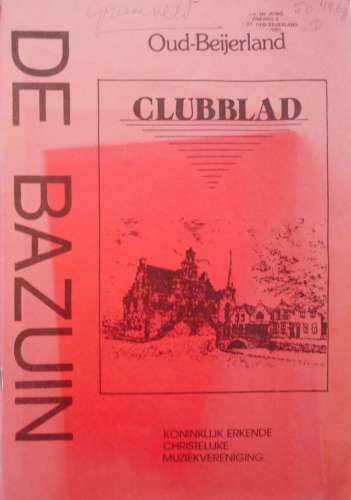 Oud-Beijerland
DE BAZUIN
CLUBBLAD
KONINKLIJK ERKENDE
CHRISTELIJKE
MUZIEKVERENIGING